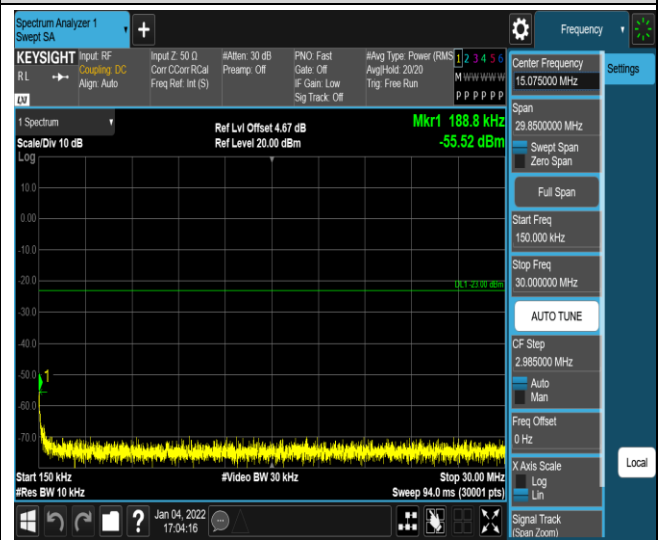 Spectrum Analyzer 1
Swept SA
+
Frequency
KEYSIGHT
RL
LXI
Input: RF
Coupling: DC
Align: Auto
Input Z: 50 Ω
Corr CCorr RCal
Freq Ref: Int (S)
#Atten: 30 dB
Preamp: Off
PNO: Fast
Gate: Off
IF Gain: Low
Sig Track: Off
#Avg Type: Power (RMS
Avg|Hold: 20/20
Trig: Free Run
1 2 3 4 5 6
M W W W W W
P P P P P P
1 Spectrum
Scale/Div 10 dB
Ref Lvl Offset 4.67 dB
Ref Level 20.00 dBm
Mkr1 188.8 kHz
-55.52 dBm
Log
10.0
0.00
-10.0
-20.0
DL1 -23.00 dBm
-30.0
-40.0
-50.0
1
-60.0
-70.0
Start 150 kHz
#Video BW 30 kHz
Stop 30.00 MHz
#Res BW 10 kHz
Sweep 94.0 ms (30001 pts)
?
Jan 04, 2022
17:04:16
Center Frequency
15.075000 MHz
Settings
Span
29.8500000 MHz
Swept Span
Zero Span
Full Span
Start Freq
150.000 kHz
Stop Freq
30.000000 MHz
AUTO TUNE
CF Step
2.985000 MHz
Auto
Man
Freq Offset
0 Hz
X Axis Scale
Log
Lin
Local
Signal Track
(Span Zoom)